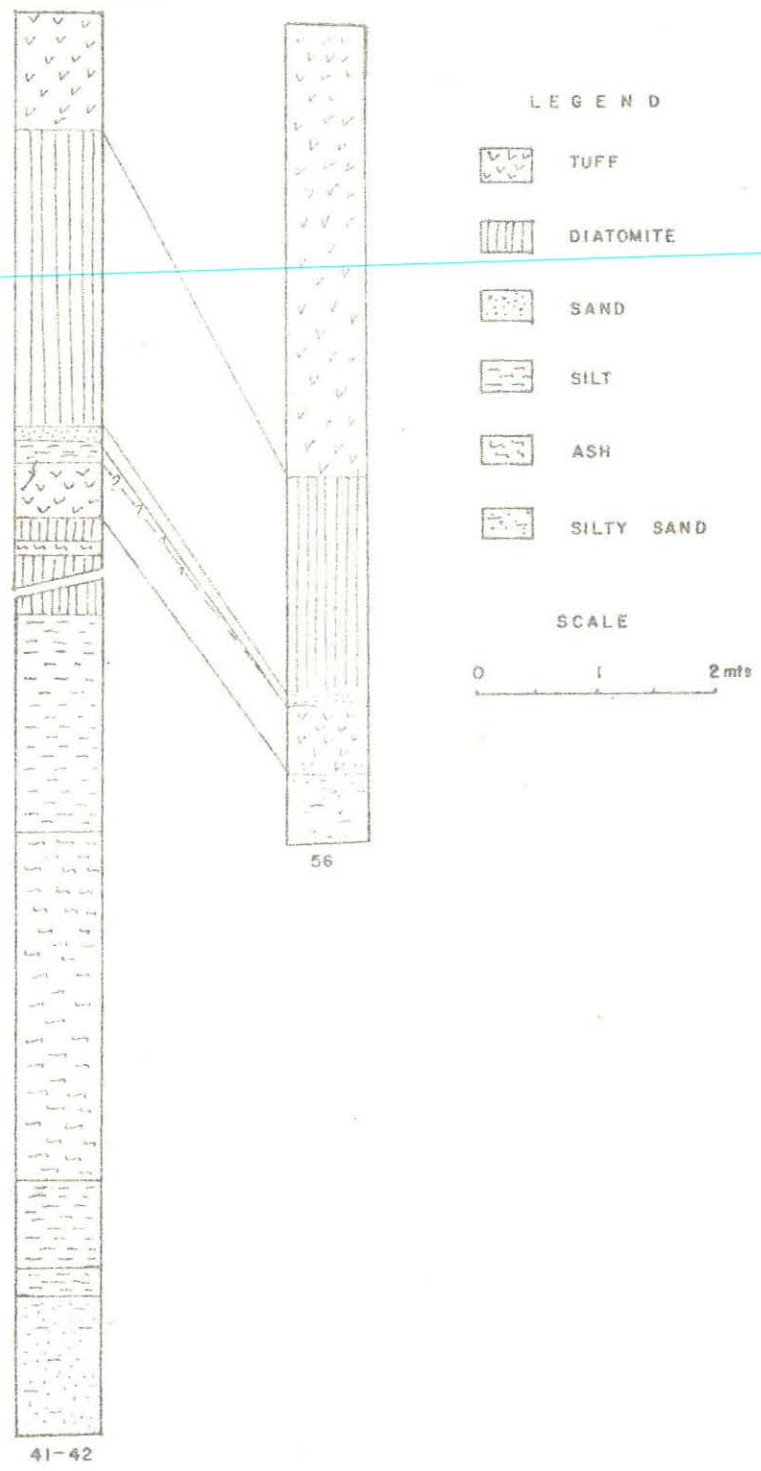 LEGEND
TUFF
DIATOMITE
SAND
SILT
ASH
SILTY SAND
SCALE
0 1 2 mts
56
41-42